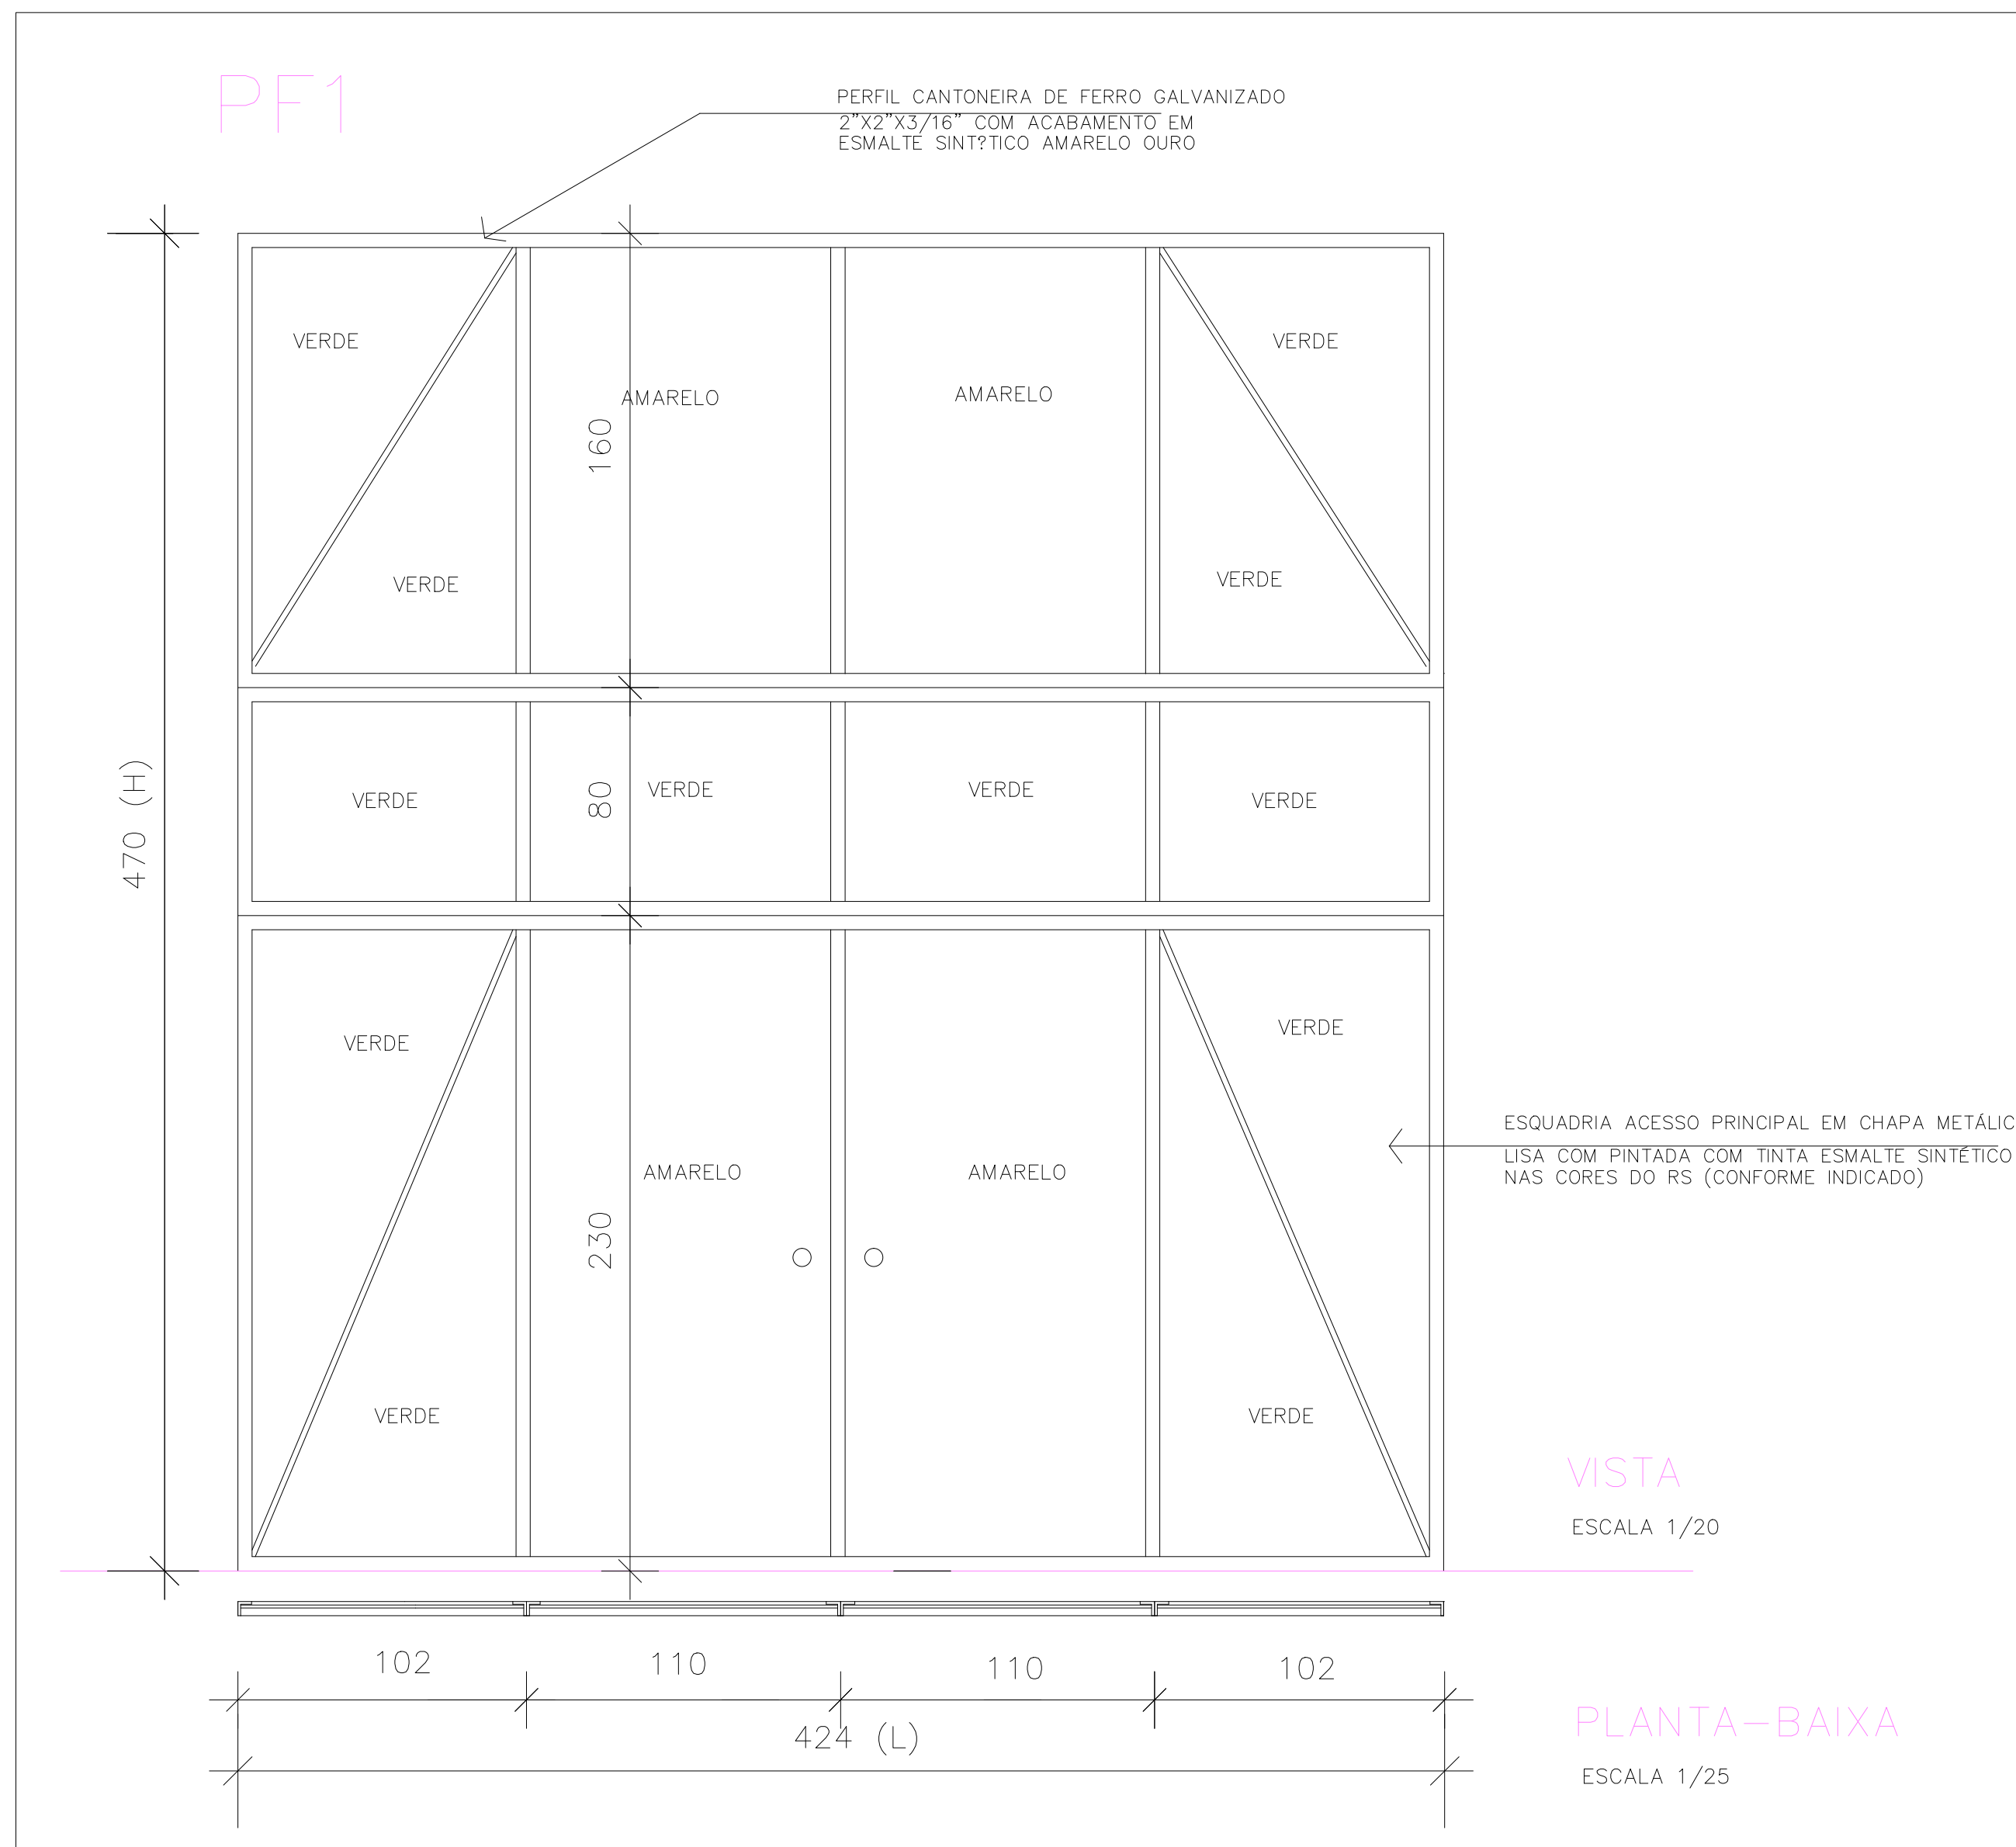 PF1
PERFIL CANTONEIRA DE FERRO GALVANIZADO
2"X2"X3/16" COM ACABAMENTO EM
ESMALTE SINT?TICO AMARELO OURO
VERDE
VERDE
AMARELO
AMARELO
160
VERDE
VERDE
470 (H)
VERDE
80
VERDE
VERDE
VERDE
VERDE
VERDE
ESQUADRIA ACESSO PRINCIPAL EM CHAPA METÁLIC
LISA COM PINTADA COM TINTA ESMALTE SINTÉTICO
NAS CORES DO RS (CONFORME INDICADO)
AMARELO
AMARELO
230
VERDE
VERDE
VISTA
ESCALA 1/20
102
110
110
102
424 (L)
PLANTA-BAIXA
ESCALA 1/25